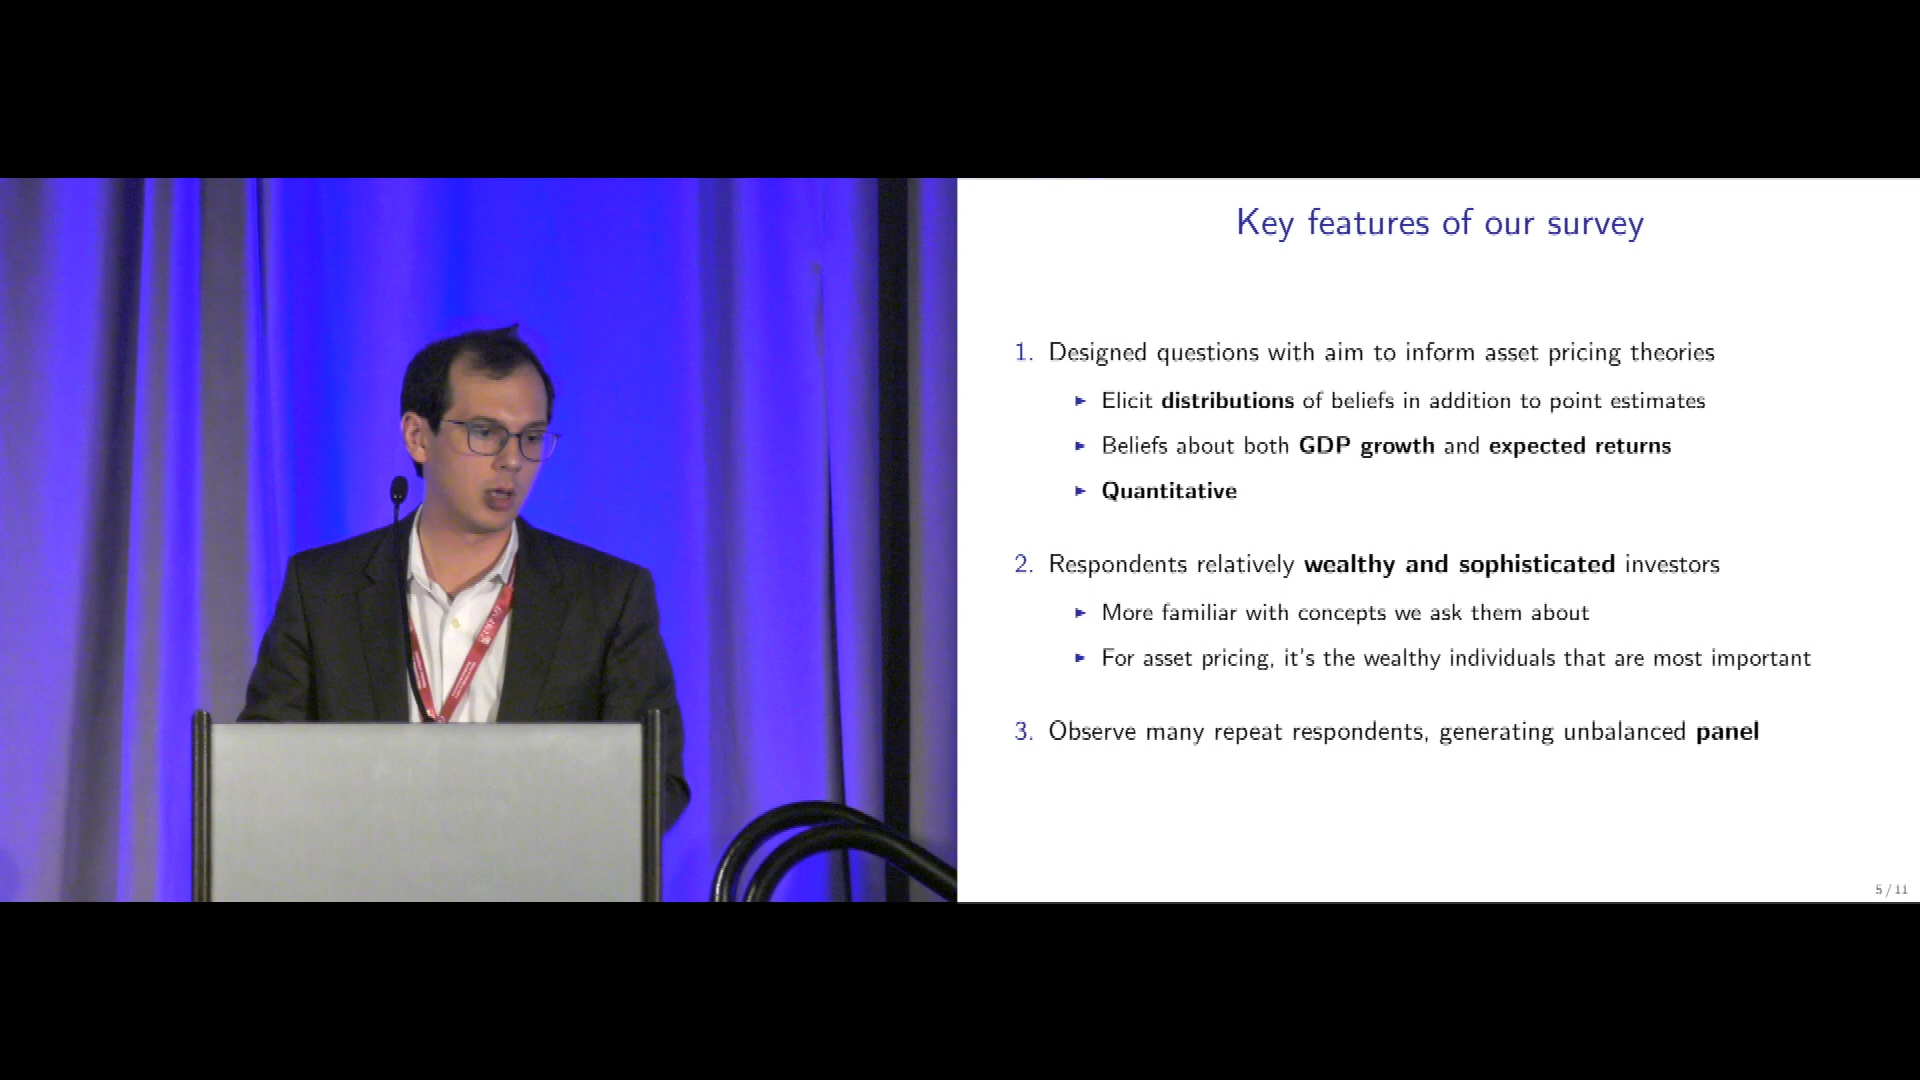 Key features of our survey
1. Designed questions with aim to inform asset pricing theories
► Elicit distributions of beliefs in addition to point estimates
► Beliefs about both GDP growth and expected returns
► Quantitative
2. Respondents relatively wealthy and sophisticated investors
► More familiar with concepts we ask them about
► For asset pricing, it's the wealthy individuals that are most important
3. Observe many repeat respondents, generating unbalanced panel
5 / 11